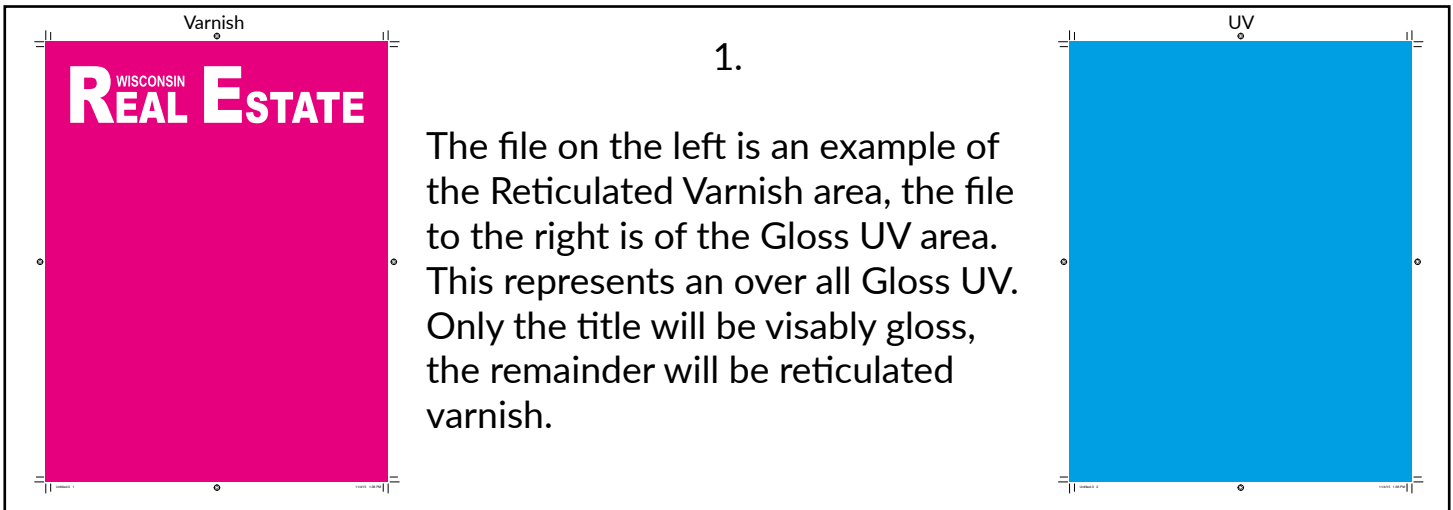 Varnish
WISCONSIN
REAL ESTATE
1.
The file on the left is an example of
the Reticulated Varnish area, the file
to the right is of the Gloss UV area.
This represents an over all Gloss UV.
Only the title will be visably gloss,
the remainder will be reticulated
varnish.
UV